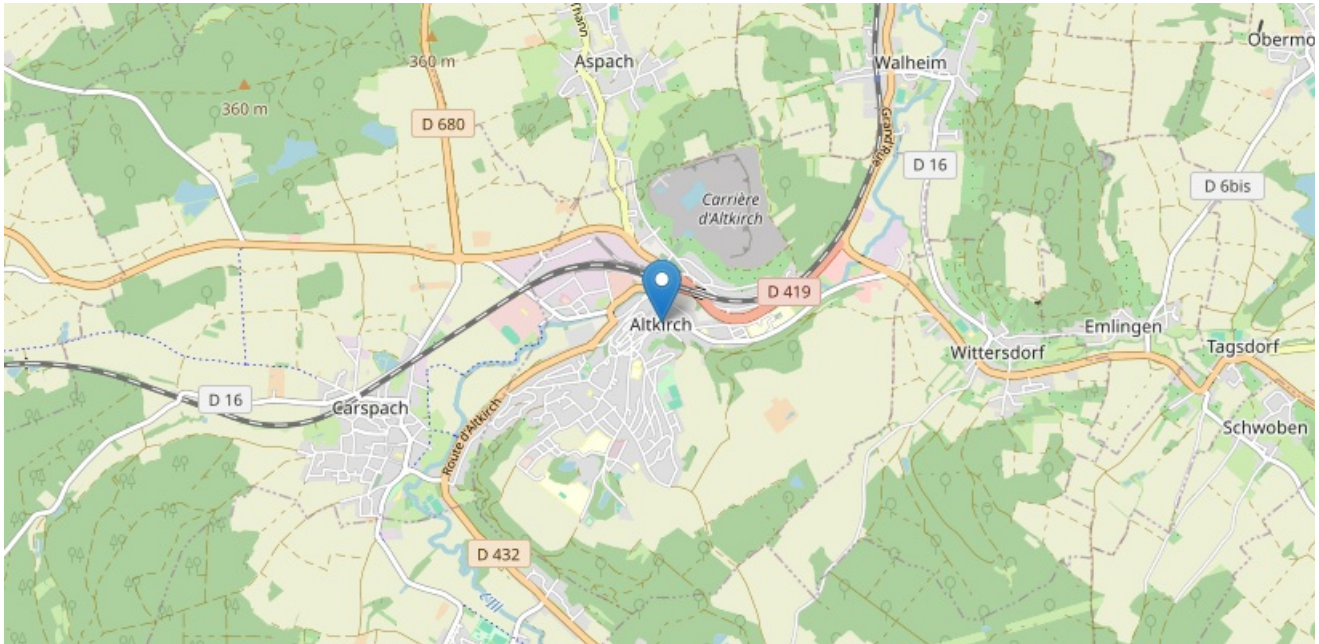 Thann
Obermo
360 m
Aspach
Walheim
360 m
D 680
Grand'Rue
D 16
D 6bis
Carrière
d'Altkirch
D 419
Altkirch
Emlingen
Wittersdorf
Tagsdorf
D 16
Carspach
Route d'Altkirch
Schwoben
D 432